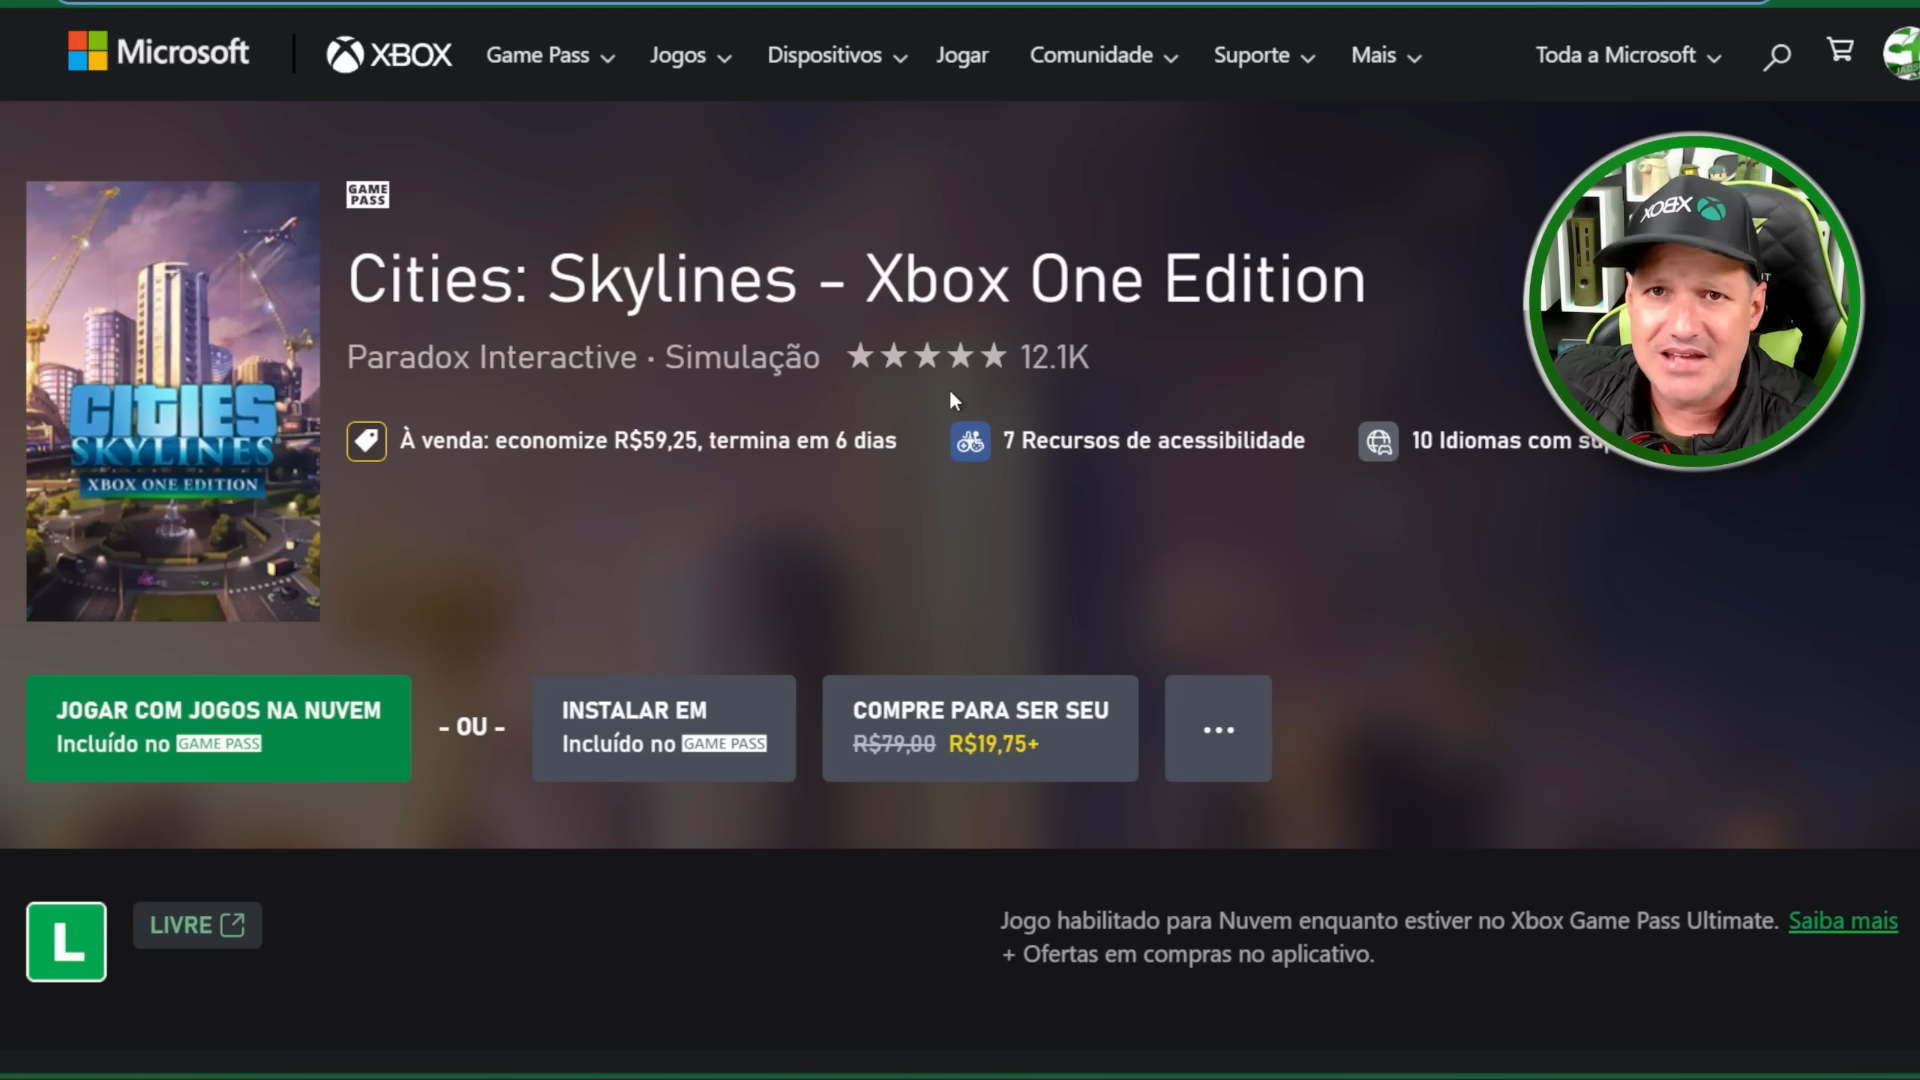 Microsoft
XBOX
Game Pass
Jogos
Dispositivos
Jogar
Comunidade
Suporte
Mais
Toda a Microsoft
GAME PASS
Cities: Skylines - Xbox One Edition
Paradox Interactive · Simulação ★★★★★ 12.1K
À venda: economize R$59,25, termina em 6 dias
7 Recursos de acessibilidade
10 Idiomas com
CITIES
SKYLINES
XBOX ONE EDITION
XBOX
JOGAR COM JOGOS NA NUVEM
Incluído no GAME PASS
- OU -
INSTALAR EM
Incluído no GAME PASS
COMPRE PARA SER SEU
R$79,00 R$19,75+
...
L
LIVRE
Jogo habilitado para Nuvem enquanto estiver no Xbox Game Pass Ultimate. Saiba mais
+ Ofertas em compras no aplicativo.